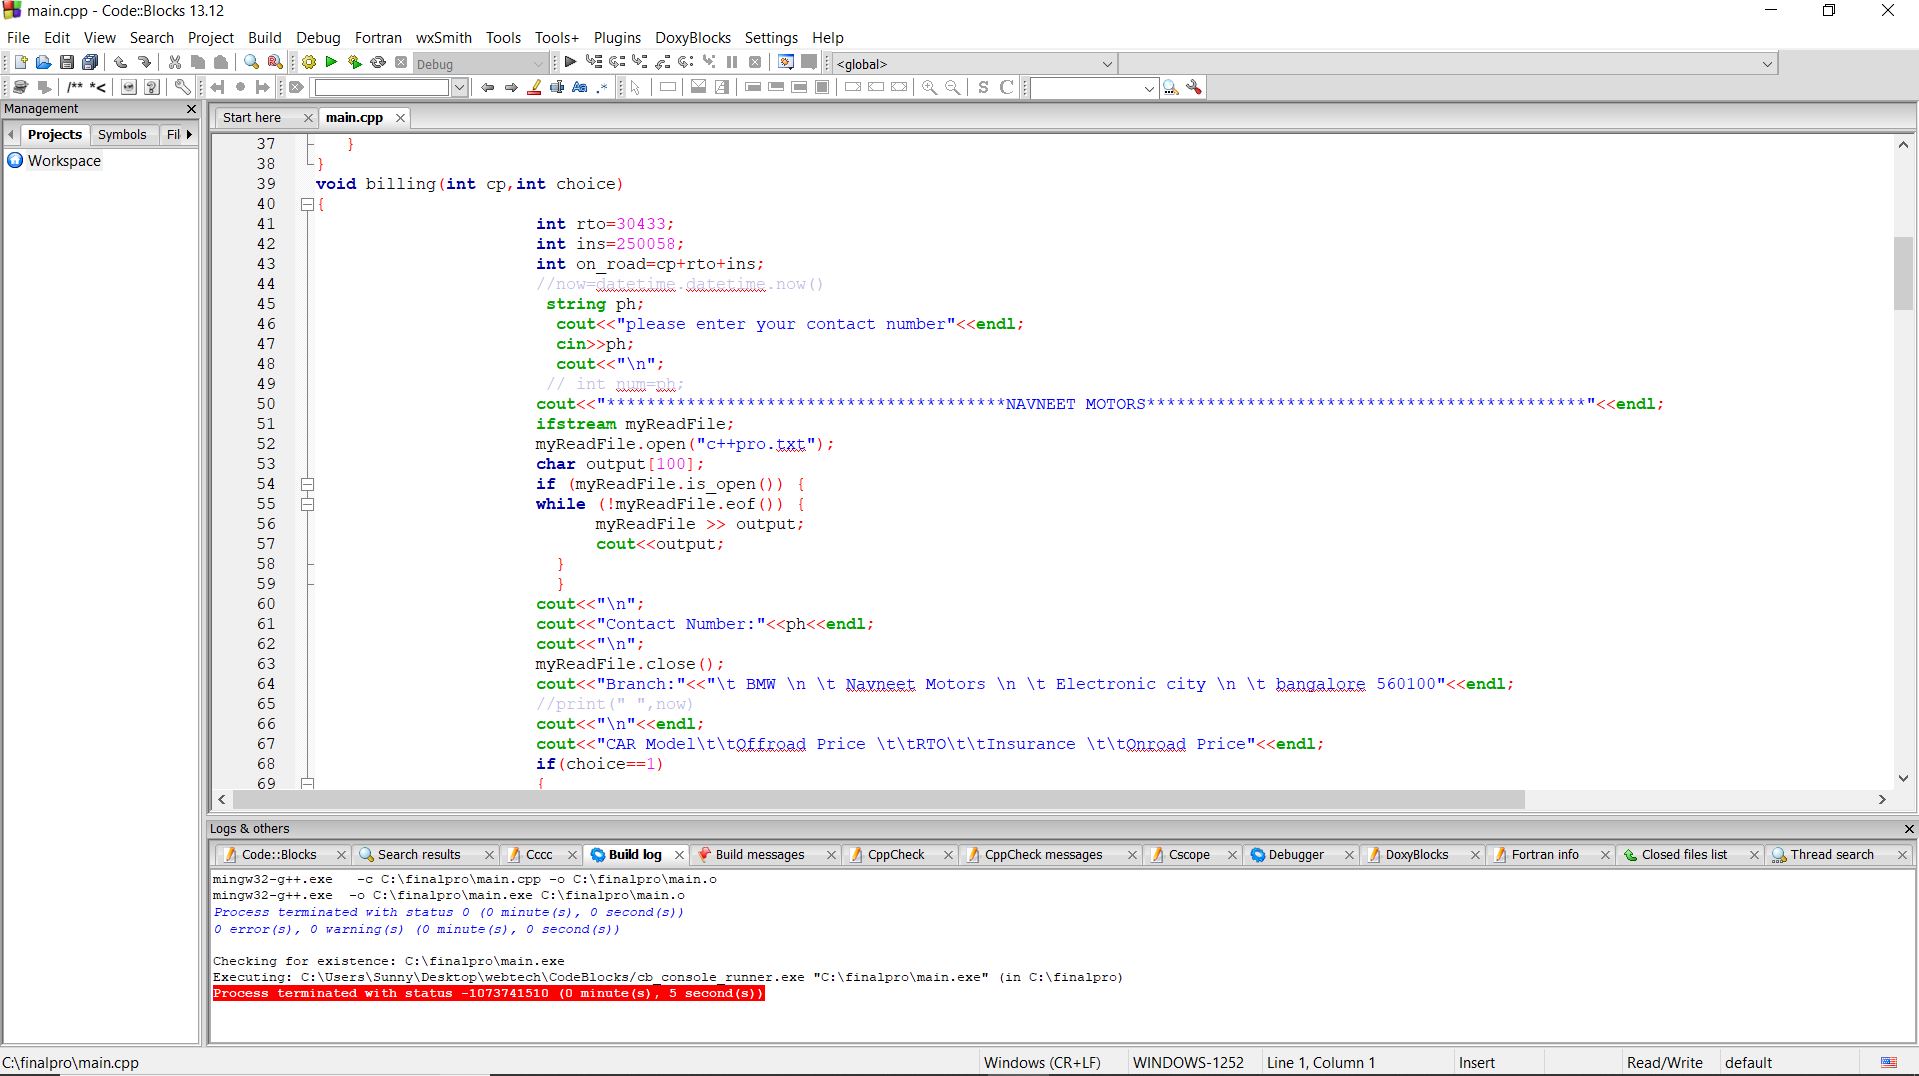 main.cpp - Code::Blocks 13.12
File Edit View Search Project Build Debug Fortran wxSmith Tools Tools+ Plugins DoxyBlocks Settings Help
Debug <global>
/** *<
S C
Management
Projects Symbols Fil
Workspace
Start here main.cpp
37 }
38 }
39 void billing(int cp,int choice)
40 {
41 int rto=30433;
42 int ins=250058;
43 int on_road=cp+rto+ins;
44 //now=datetime.datetime.now()
45 string ph;
46 cout<<"please enter your contact number"<<endl;
47 cin>>ph;
48 cout<<"\n";
49 // int num=ph;
50 cout<<"****************************************NAVNEET MOTORS********************************************"<<endl;
51 ifstream myReadFile;
52 myReadFile.open("c++pro.txt");
53 char output[100];
54 if (myReadFile.is_open()) {
55 while (!myReadFile.eof()) {
56 myReadFile >> output;
57 cout<<output;
58 }
59 }
60 cout<<"\n";
61 cout<<"Contact Number:"<<ph<<endl;
62 cout<<"\n";
63 myReadFile.close();
64 cout<<"Branch:"<<"\t BMW \n \t Navneet Motors \n \t Electronic city \n \t bangalore 560100"<<endl;
65 //print(" ",now)
66 cout<<"\n"<<endl;
67 cout<<"CAR Model\t\tOffroad Price \t\tRTO\t\tInsurance \t\tOnroad Price"<<endl;
68 if(choice==1)
69 {
Logs & others
Code::Blocks Search results Cccc Build log Build messages CppCheck CppCheck messages Cscope Debugger DoxyBlocks Fortran info Closed files list Thread search
mingw32-g++.exe -c C:\finalpro\main.cpp -o C:\finalpro\main.o
mingw32-g++.exe -o C:\finalpro\main.exe C:\finalpro\main.o
Process terminated with status 0 (0 minute(s), 0 second(s))
0 error(s), 0 warning(s) (0 minute(s), 0 second(s))
Checking for existence: C:\finalpro\main.exe
Executing: C:\Users\Sunny\Desktop\webtech\CodeBlocks/cb_console_runner.exe "C:\finalpro\main.exe" (in C:\finalpro)
Process terminated with status -1073741510 (0 minute(s), 5 second(s))
C:\finalpro\main.cpp Windows (CR+LF) WINDOWS-1252 Line 1, Column 1 Insert Read/Write default